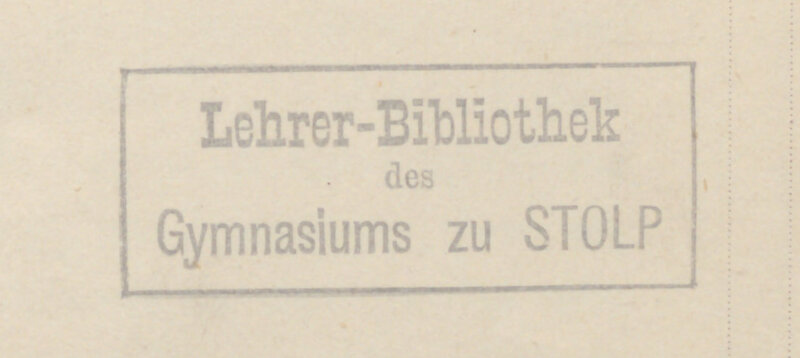 Lehrer-Bibliothek
des
Gymnasiums zu STOLP